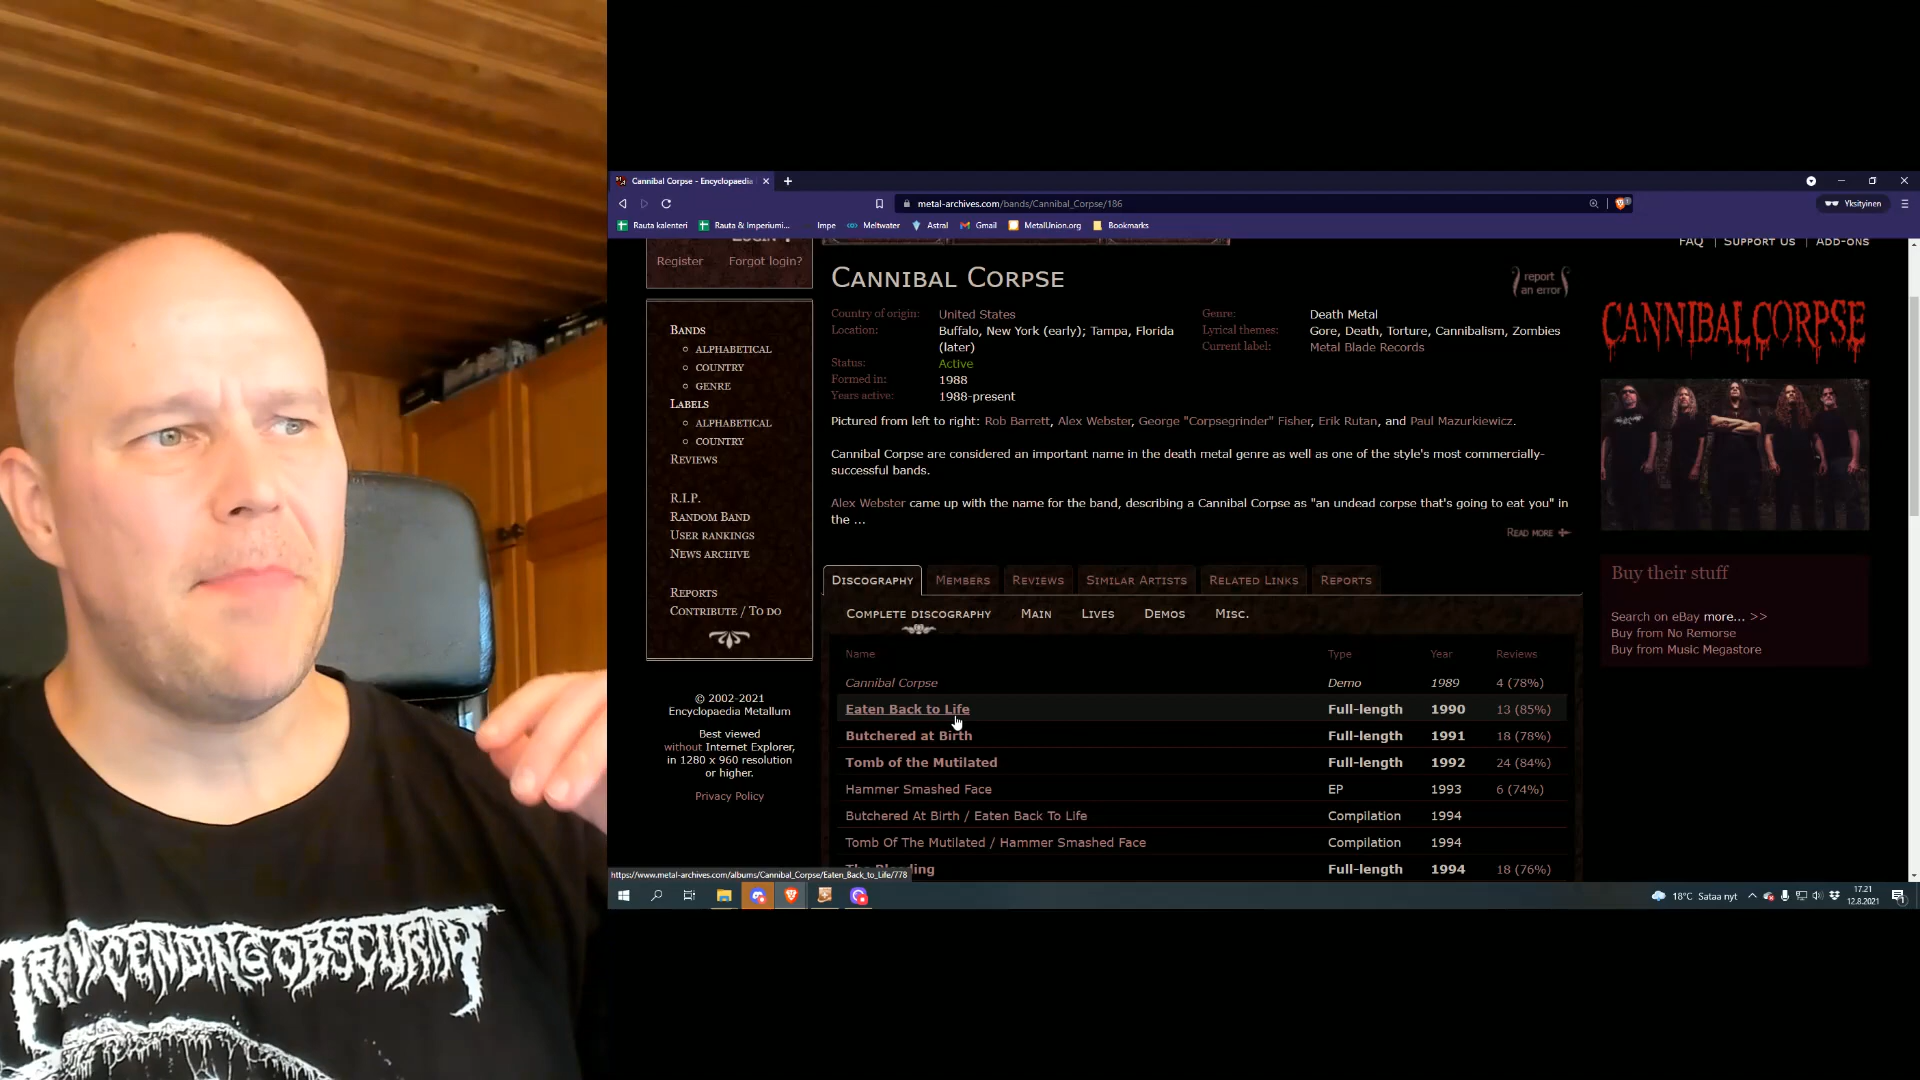 TRANSCENDING OBSCURITY
Cannibal Corpse - Encyclopaedia
metal-archives.com/bands/Cannibal_Corpse/186
Yksityinen
Rauta kalenteri
Rauta & Imperiumi...
Impe
Meltwater
Astral
Gmail
MetalUnion.org
Bookmarks
Register
Forgot login?
FAQ | Support Us | Add-ons
Bands
Alphabetical
Country
Genre
Labels
Alphabetical
Country
Reviews
R.I.P.
Random Band
User rankings
News archive
Reports
Contribute / To do
© 2002-2021
Encyclopaedia Metallum
Best viewed
without Internet Explorer,
in 1280 x 960 resolution
or higher.
Privacy Policy
Cannibal Corpse
report
an error
Country of origin: United States
Location: Buffalo, New York (early); Tampa, Florida
(later)
Status: Active
Formed in: 1988
Years active: 1988-present
Genre: Death Metal
Lyrical themes: Gore, Death, Torture, Cannibalism, Zombies
Current label: Metal Blade Records
Pictured from left to right: Rob Barrett, Alex Webster, George "Corpsegrinder" Fisher, Erik Rutan, and Paul Mazurkiewicz.
Cannibal Corpse are considered an important name in the death metal genre as well as one of the style's most commercially-
successful bands.
Alex Webster came up with the name for the band, describing a Cannibal Corpse as "an undead corpse that's going to eat you" in
the ...
Read more
Discography Members Reviews Similar Artists Related Links Reports
Complete discography Main Lives Demos Misc.
Name Type Year Reviews
Cannibal Corpse Demo 1989 4 (78%)
Eaten Back to Life Full-length 1990 13 (85%)
Butchered at Birth Full-length 1991 18 (78%)
Tomb of the Mutilated Full-length 1992 24 (84%)
Hammer Smashed Face EP 1993 6 (74%)
Butchered At Birth / Eaten Back To Life Compilation 1994
Tomb Of The Mutilated / Hammer Smashed Face Compilation 1994
The Bleeding Full-length 1994 18 (76%)
CANNIBAL CORPSE
Buy their stuff
Search on eBay more... >>
Buy from No Remorse
Buy from Music Megastore
https://www.metal-archives.com/albums/Cannibal_Corpse/Eaten_Back_to_Life/778
18°C Sataa nyt
17.21
12.8.2021